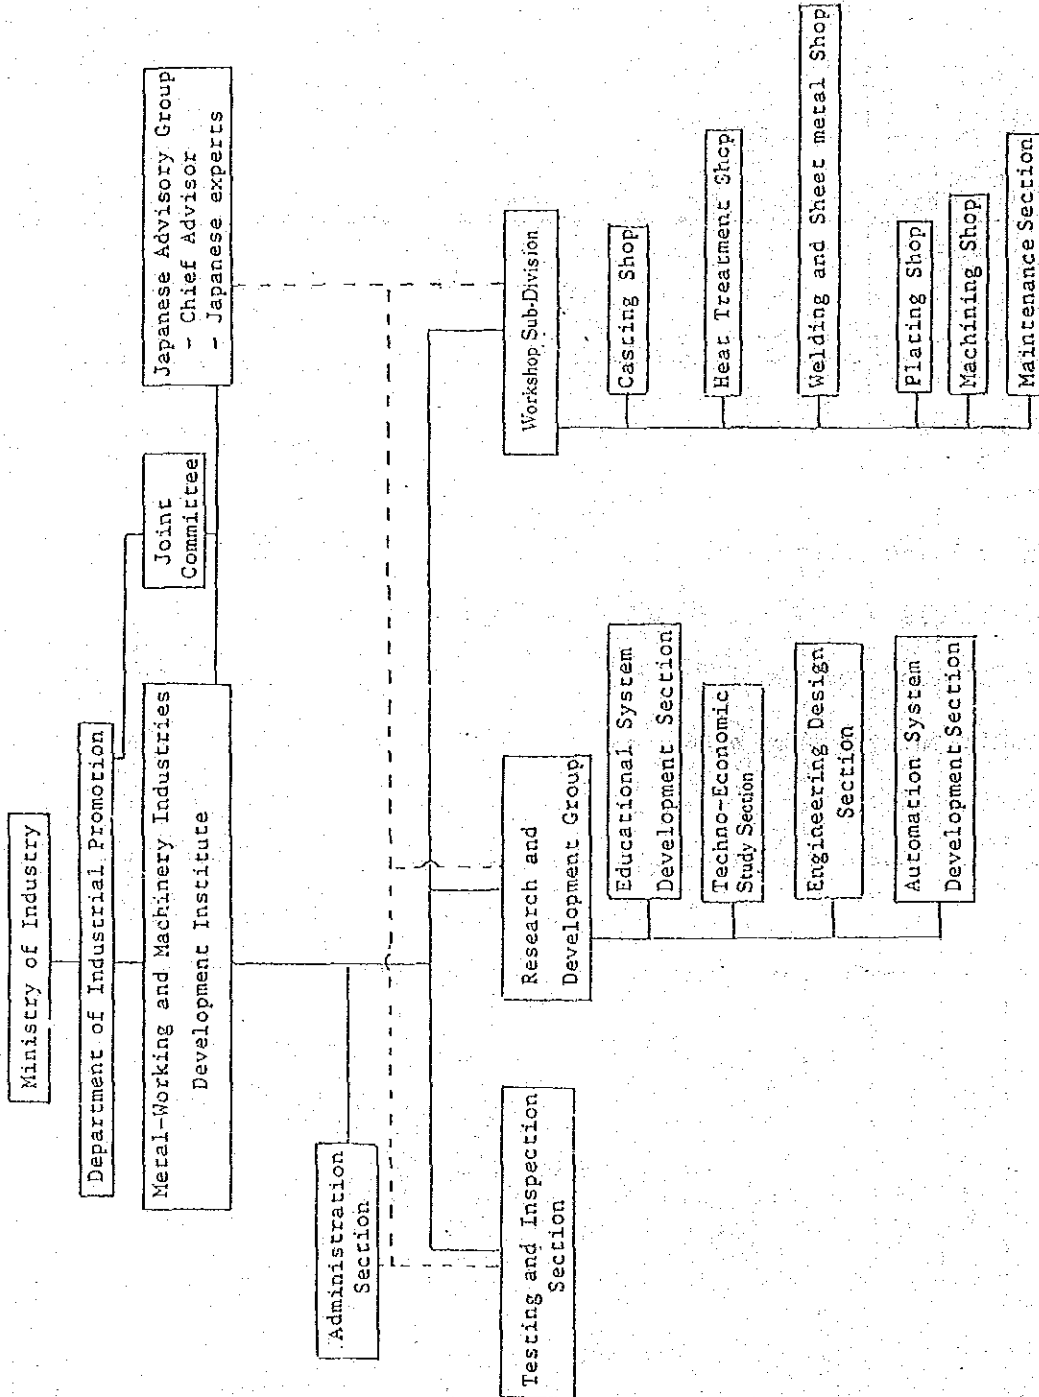 Ministry of Industry
Department of Industrial Promotion
Metal-Working and Machinery Industries
Development Institute
Joint
Committee
Japanese Advisory Group
- Chief Advisor
- Japanese experts
Administration
Section
Testing and Inspection
Section
Research and
Development Group
Educational System
Development Section
Techno-Economic
Study Section
Engineering Design
Section
Automation System
Development Section
Workshop Sub-Division
Casting Shop
Heat Treatment Shop
Welding and Sheet metal Shop
Plating Shop
Machining Shop
Maintenance Section